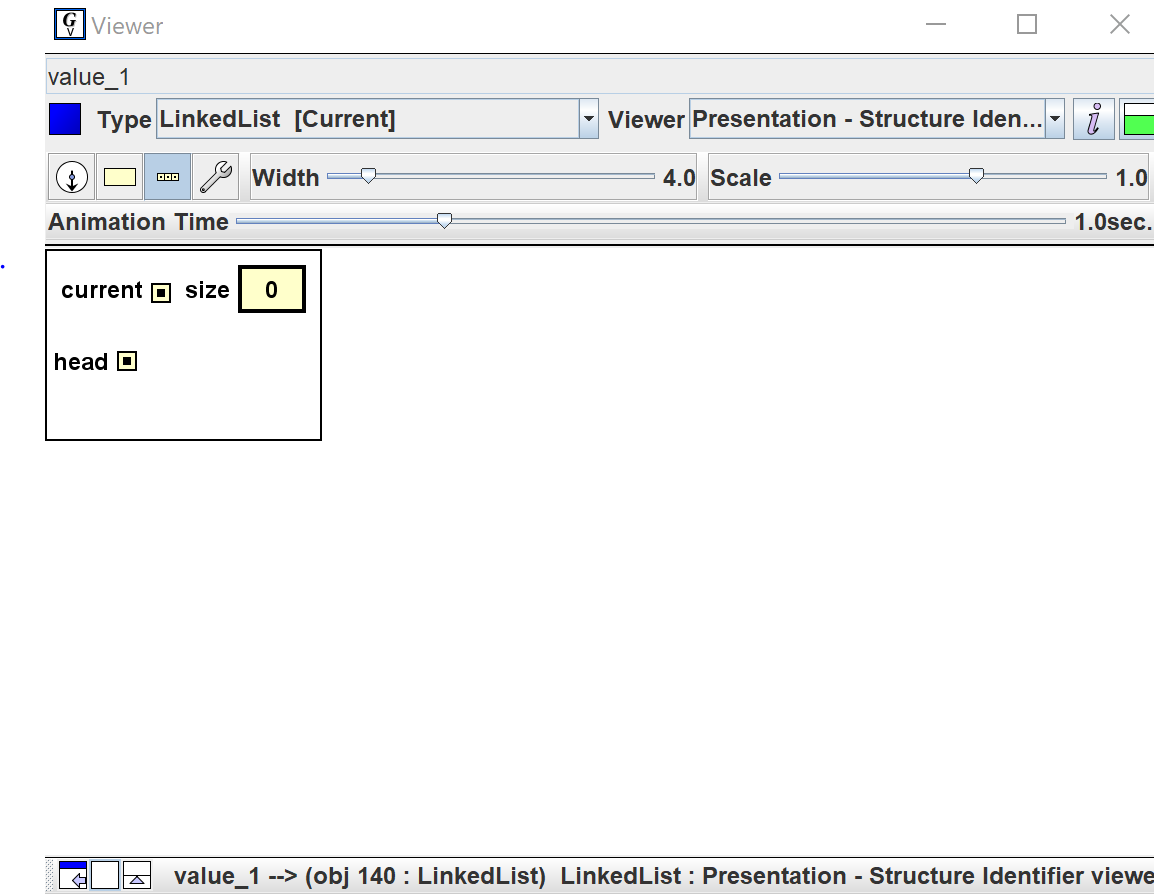 GV Viewer
value_1
Type LinkedList [Current] Viewer Presentation - Structure Iden... i
Width 4.0 Scale 1.0
Animation Time 1.0sec.
current size 0
head
value_1 --> (obj 140 : LinkedList) LinkedList : Presentation - Structure Identifier viewe